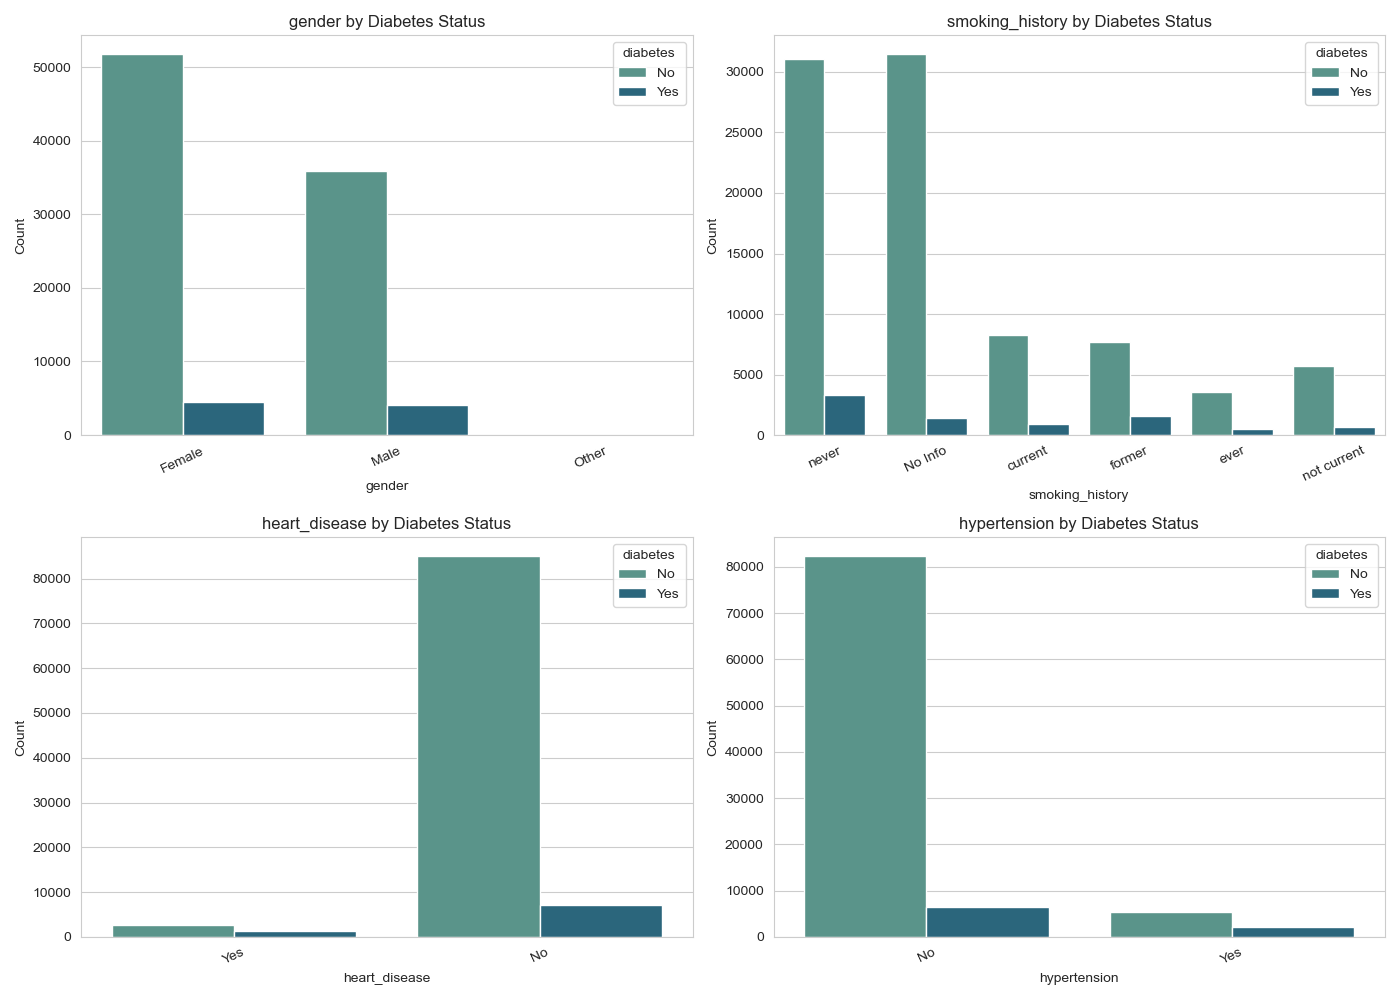 gender by Diabetes Status
diabetes
No
Yes
50000
40000
30000
20000
10000
0
Count
Female
Male
Other
gender
smoking_history by Diabetes Status
diabetes
No
Yes
30000
25000
20000
15000
10000
5000
0
Count
never
No Info
current
former
ever
not current
smoking_history
heart_disease by Diabetes Status
diabetes
No
Yes
80000
70000
60000
50000
40000
30000
20000
10000
0
Count
Yes
No
heart_disease
hypertension by Diabetes Status
diabetes
No
Yes
80000
70000
60000
50000
40000
30000
20000
10000
0
Count
No
Yes
hypertension